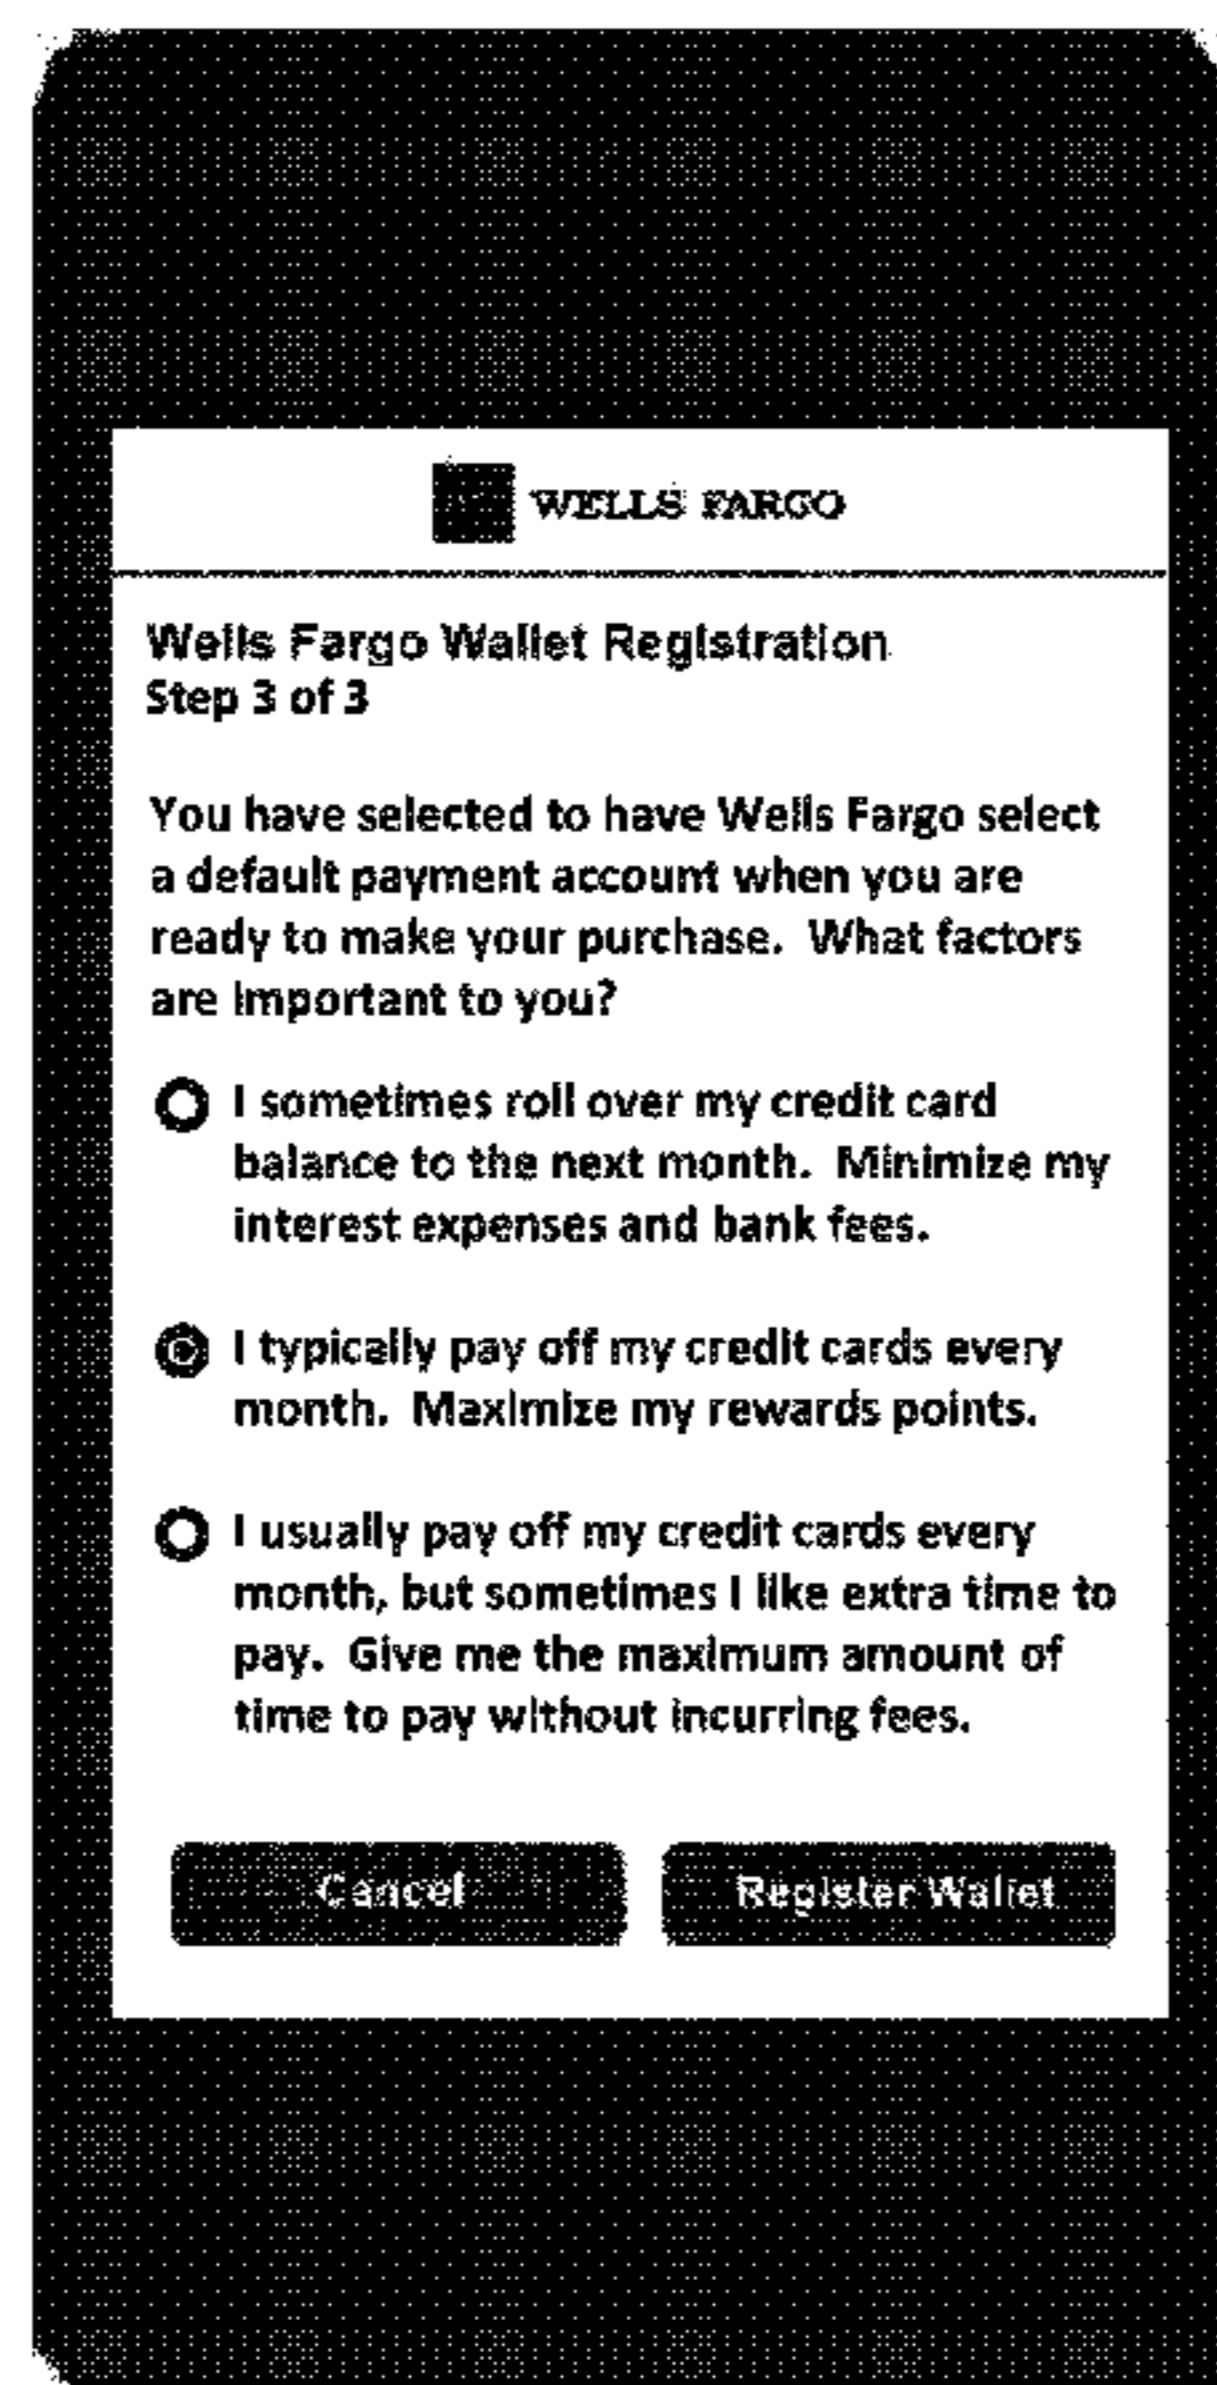 WELLS FARGO
Wells Fargo Wallet Registration
Step 3 of 3
You have selected to have Wells Fargo select
a default payment account when you are
ready to make your purchase. What factors
are important to you?
I sometimes roll over my credit card
balance to the next month. Minimize my
interest expenses and bank fees.
I typically pay off my credit cards every
month. Maximize my rewards points.
I usually pay off my credit cards every
month, but sometimes I like extra time to
pay. Give me the maximum amount of
time to pay without incurring fees.
Cancel
Register Wallet